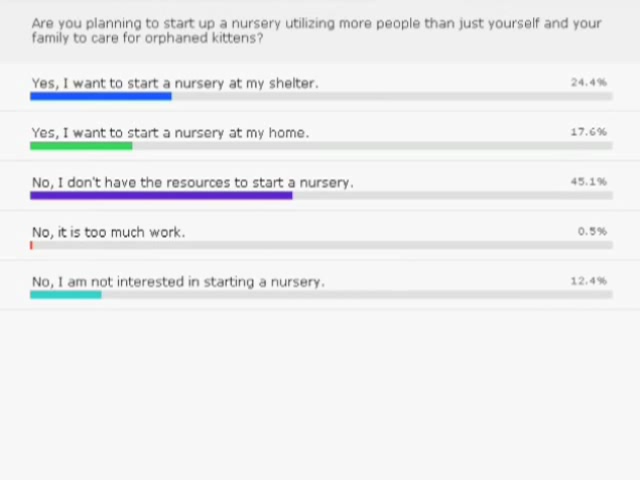 Are you planning to start up a nursery utilizing more people than just yourself and your
family to care for orphaned kittens?
Yes, I want to start a nursery at my shelter. 24.4%
Yes, I want to start a nursery at my home. 17.6%
No, I don't have the resources to start a nursery. 45.1%
No, it is too much work. 0.5%
No, I am not interested in starting a nursery. 12.4%